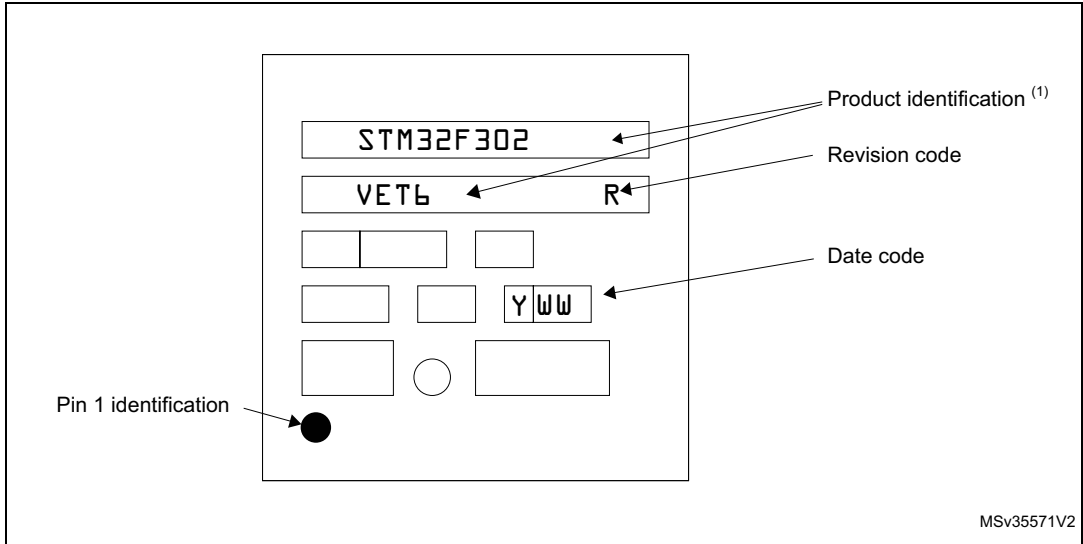 Product identification (1)
STM32F302
Revision code
VET6 R
Date code
Y WW
Pin 1 identification
MSv35571V2